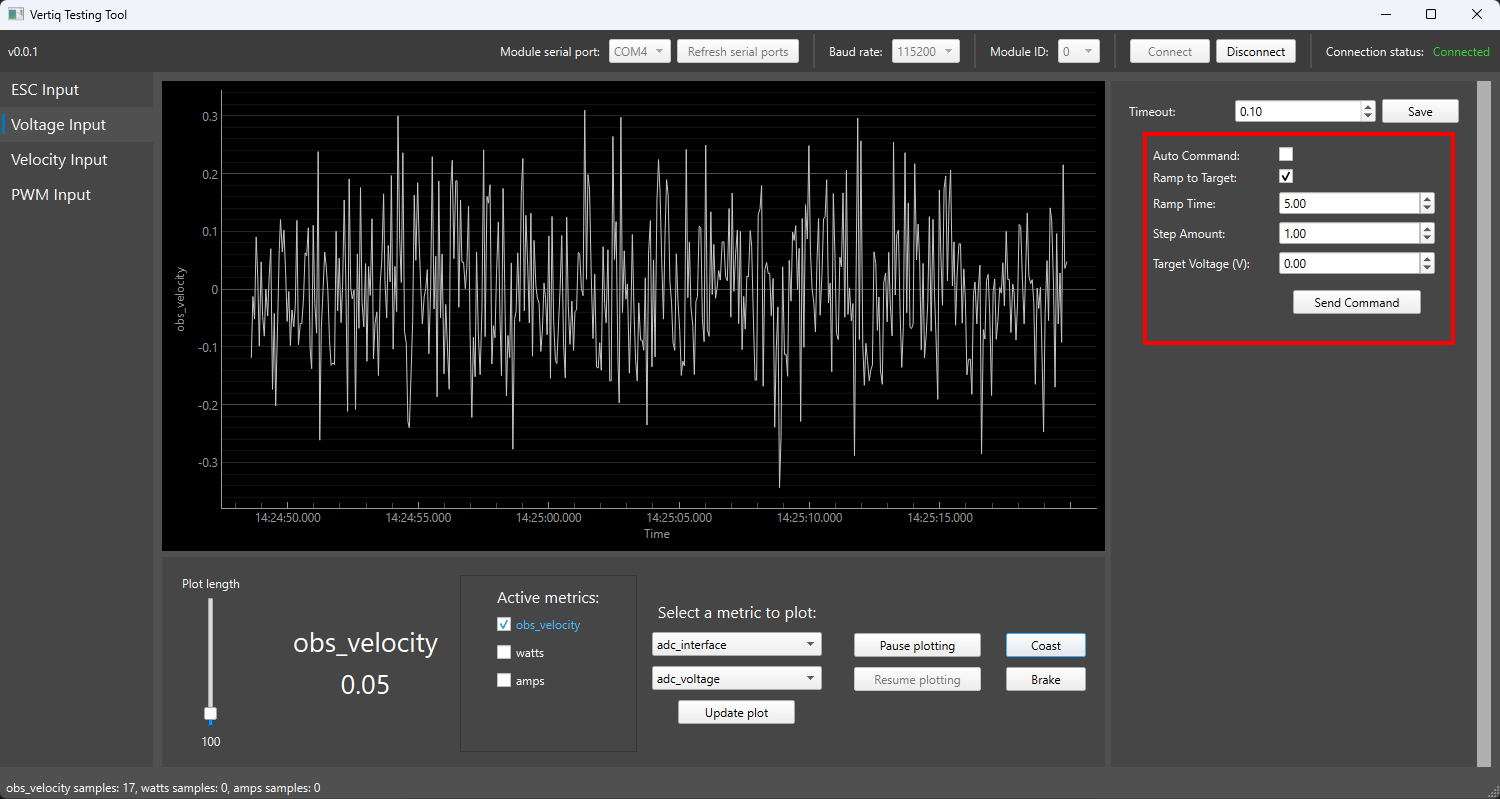 Vertiq Testing Tool
v0.0.1 Module serial port: COM4 Refresh serial ports Baud rate: 115200 Module ID: 0 Connect Disconnect Connection status: Connected
ESC Input
Voltage Input
Velocity Input
PWM Input
obs_velocity
0.3
0.2
0.1
0
-0.1
-0.2
-0.3
14:24:50.000 14:24:55.000 14:25:00.000 14:25:05.000 14:25:10.000 14:25:15.000
Time
Timeout: 0.10 Save
Auto Command:
Ramp to Target:
Ramp Time: 5.00
Step Amount: 1.00
Target Voltage (V): 0.00
Send Command
Plot length
100
obs_velocity
0.05
Active metrics:
obs_velocity
watts
amps
Select a metric to plot:
adc_interface
adc_voltage
Update plot
Pause plotting
Resume plotting
Coast
Brake
obs_velocity samples: 17, watts samples: 0, amps samples: 0